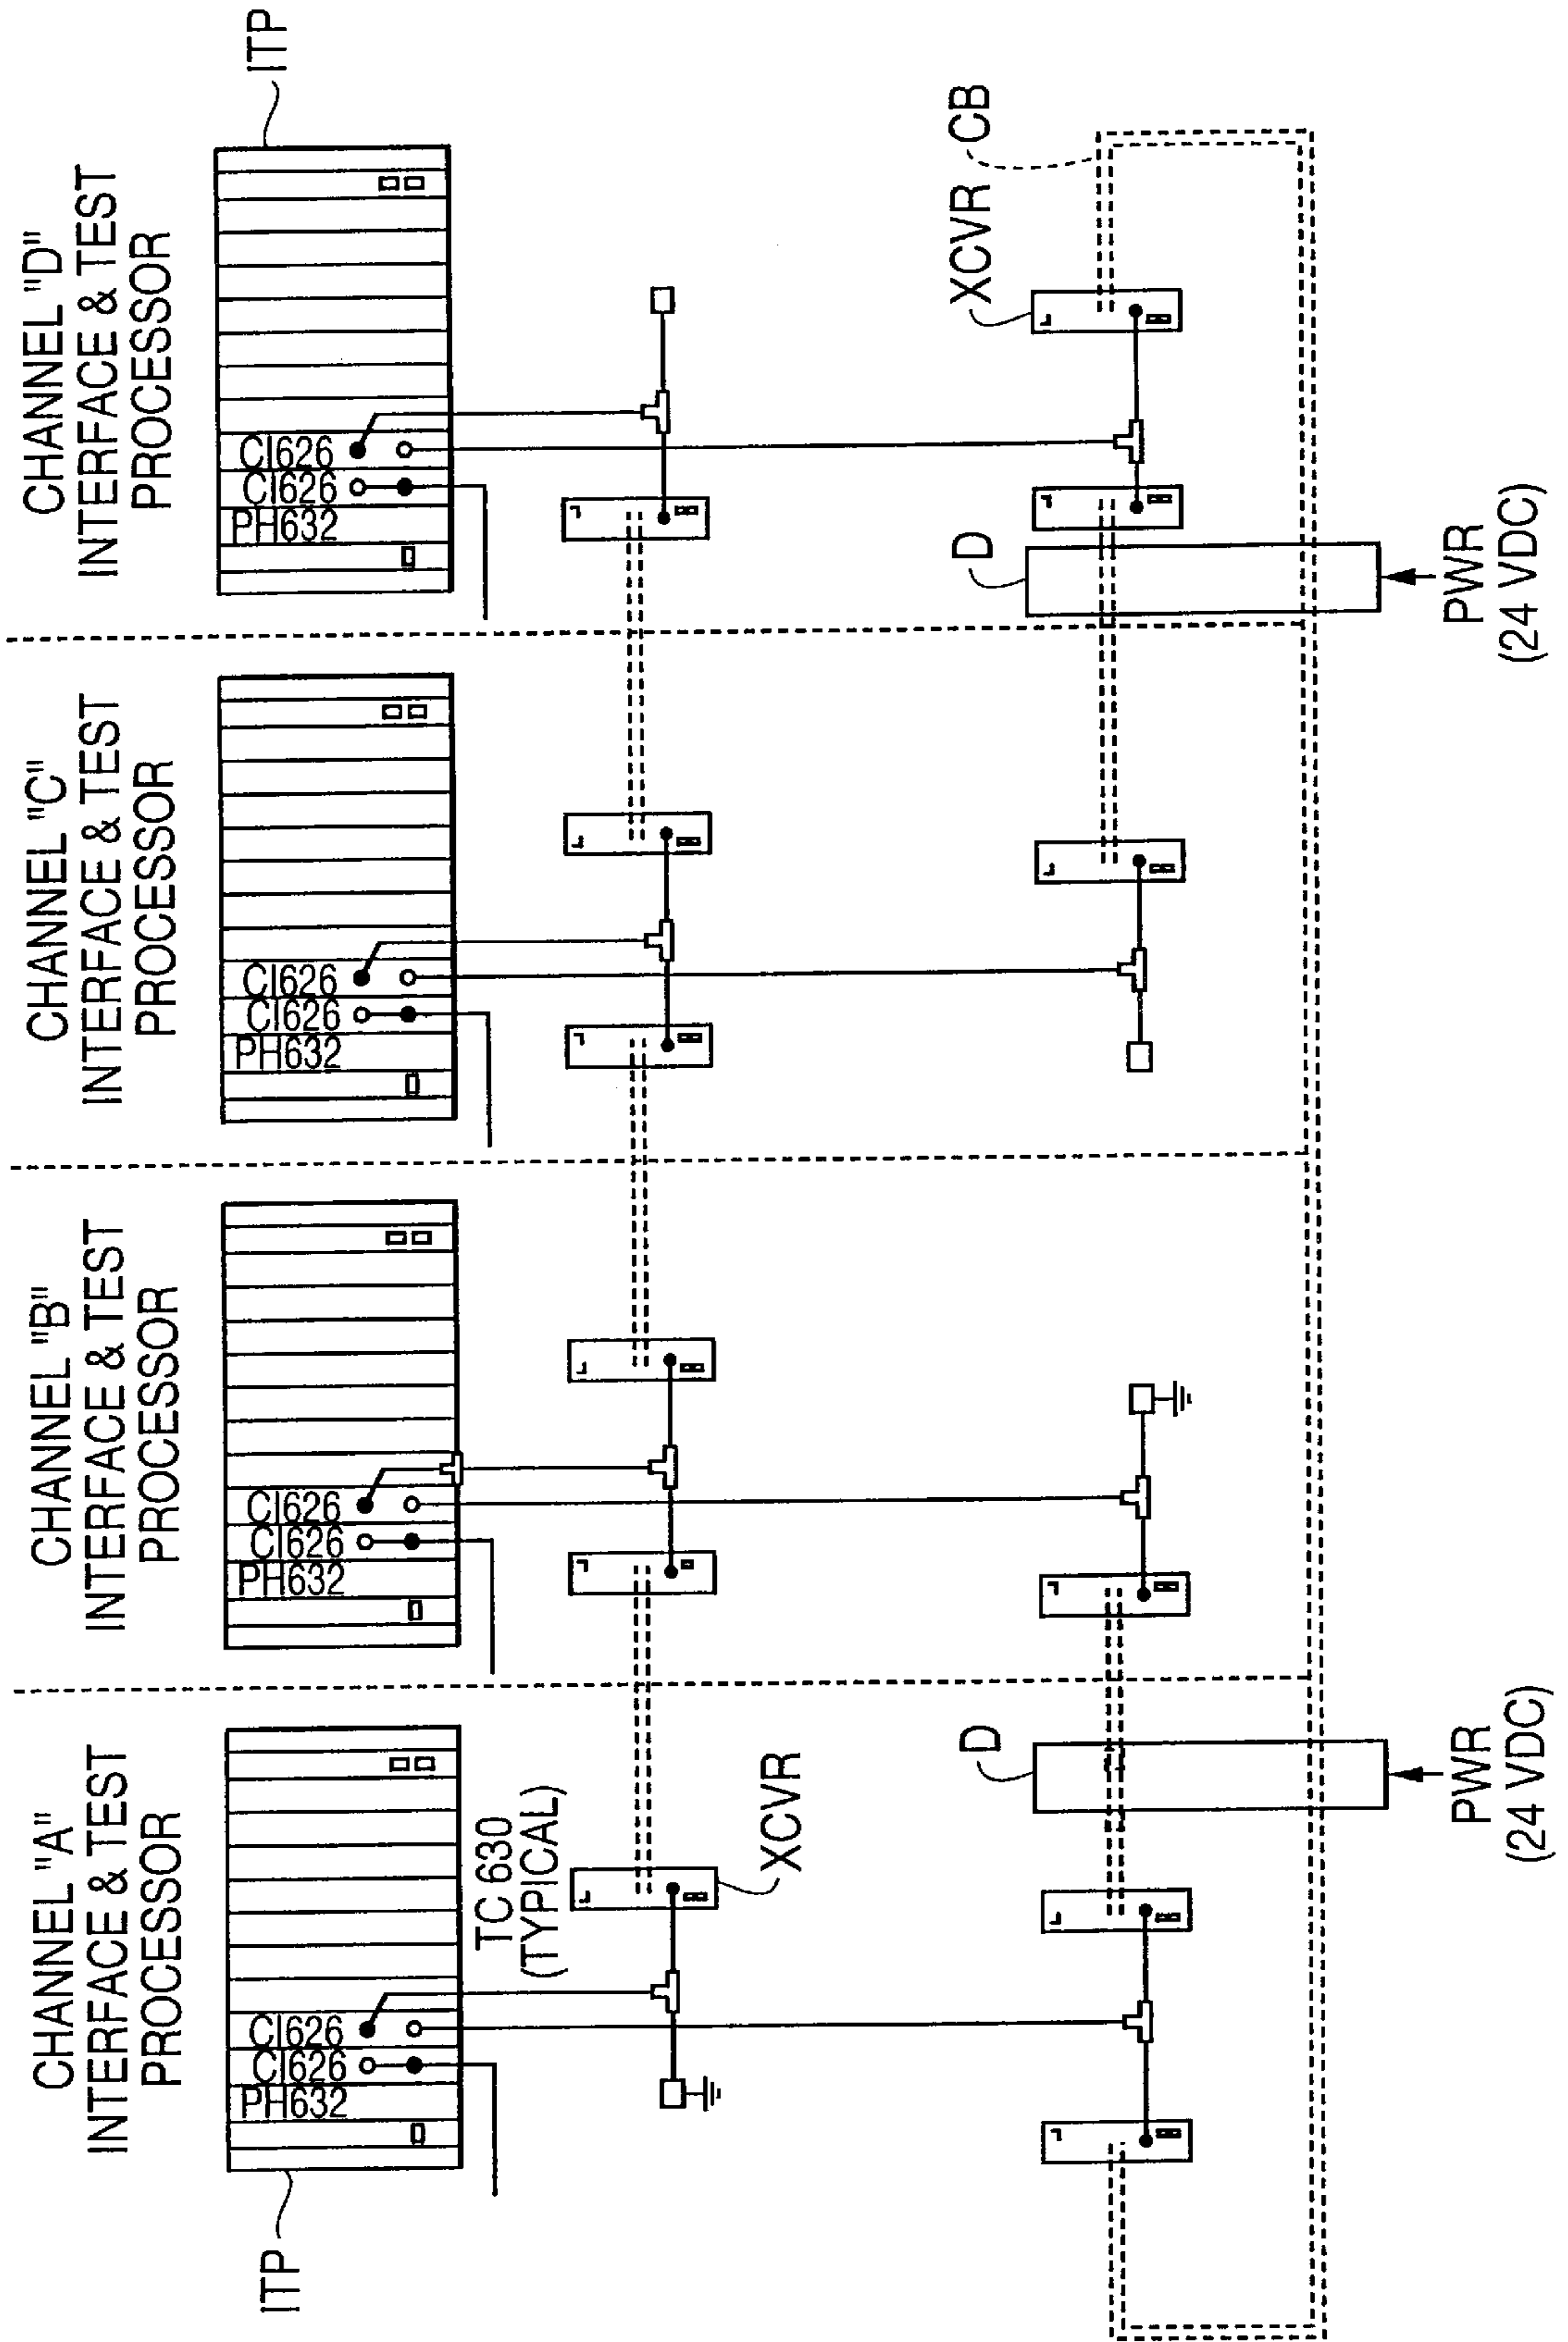 CHANNEL "A"
INTERFACE & TEST
PROCESSOR
CHANNEL "B"
INTERFACE & TEST
PROCESSOR
CHANNEL "C"
INTERFACE & TEST
PROCESSOR
CHANNEL "D"
INTERFACE & TEST
PROCESSOR
ITP
PH632
CI626
CI626
PH632
CI626
CI626
PH632
CI626
CI626
PH632
CI626
CI626
ITP
TC 630
(TYPICAL)
XCVR
D
D
XCVR
CB
PWR
(24 VDC)
PWR
(24 VDC)